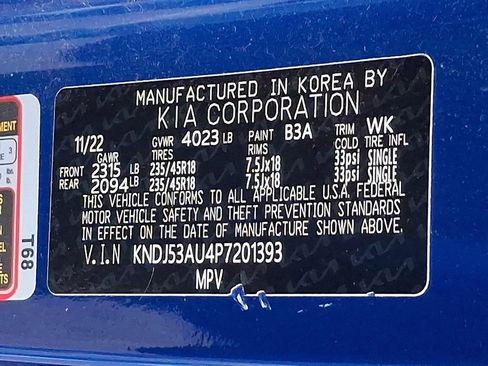 MANUFACTURED IN KOREA BY
KIA CORPORATION
11/22 GVWR 4023 LB PAINT B3A TRIM WK
GAWR TIRES RIMS COLD TIRE INFL
FRONT 2315 LB 235/45R18 7.5Jx18 33psi SINGLE
REAR 2094 LB 235/45R18 7.5Jx18 33psi SINGLE
THIS VEHICLE CONFORMS TO ALL APPLICABLE U.S.A. FEDERAL
MOTOR VEHICLE SAFETY AND THEFT PREVENTION STANDARDS
IN EFFECT ON THE DATE OF MANUFACTURE SHOWN ABOVE.
V.I.N KNDJ53AU4P7201393
MPV
T68
3